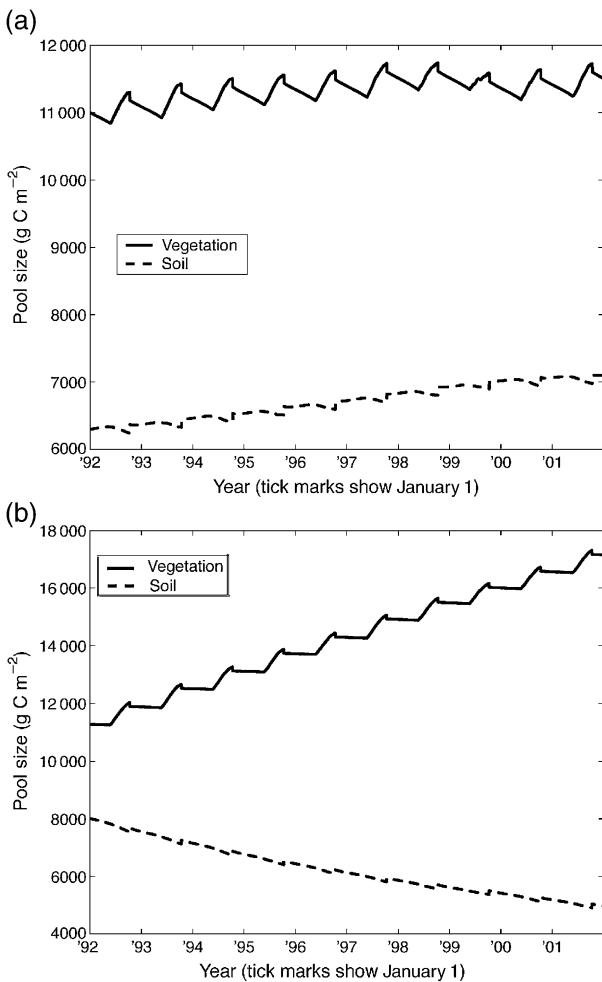 (a)
12 000
11 000
10 000
9000
8000
7000
6000
Pool size (g C m⁻²)
Vegetation
Soil
'92 '93 '94 '95 '96 '97 '98 '99 '00 '01
Year (tick marks show January 1)
(b)
18 000
16 000
14 000
12 000
10 000
8000
6000
4000
Pool size (g C m⁻²)
Vegetation
Soil
'92 '93 '94 '95 '96 '97 '98 '99 '00 '01
Year (tick marks show January 1)